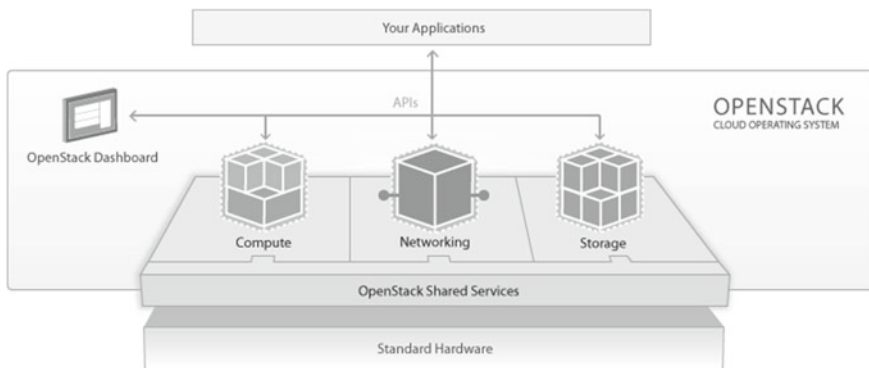 Your Applications
APIs
OPENSTACK
CLOUD OPERATING SYSTEM
OpenStack Dashboard
Compute
Networking
Storage
OpenStack Shared Services
Standard Hardware